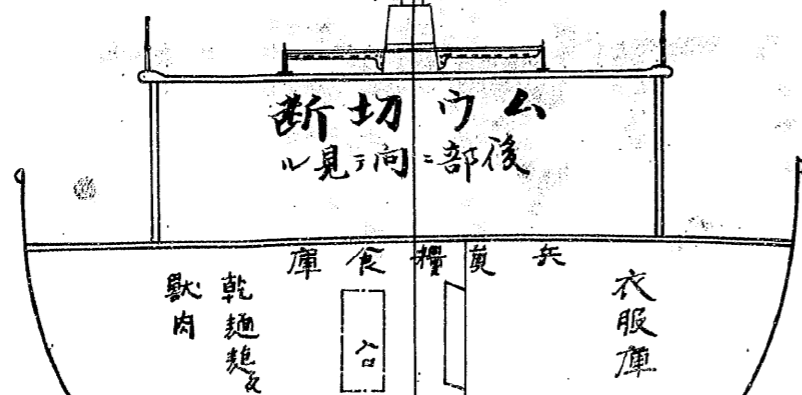 ムウ切断
後部ニ向テ見ル
兵員糧食庫
衣服庫
入口
乾麺麭及
獣肉